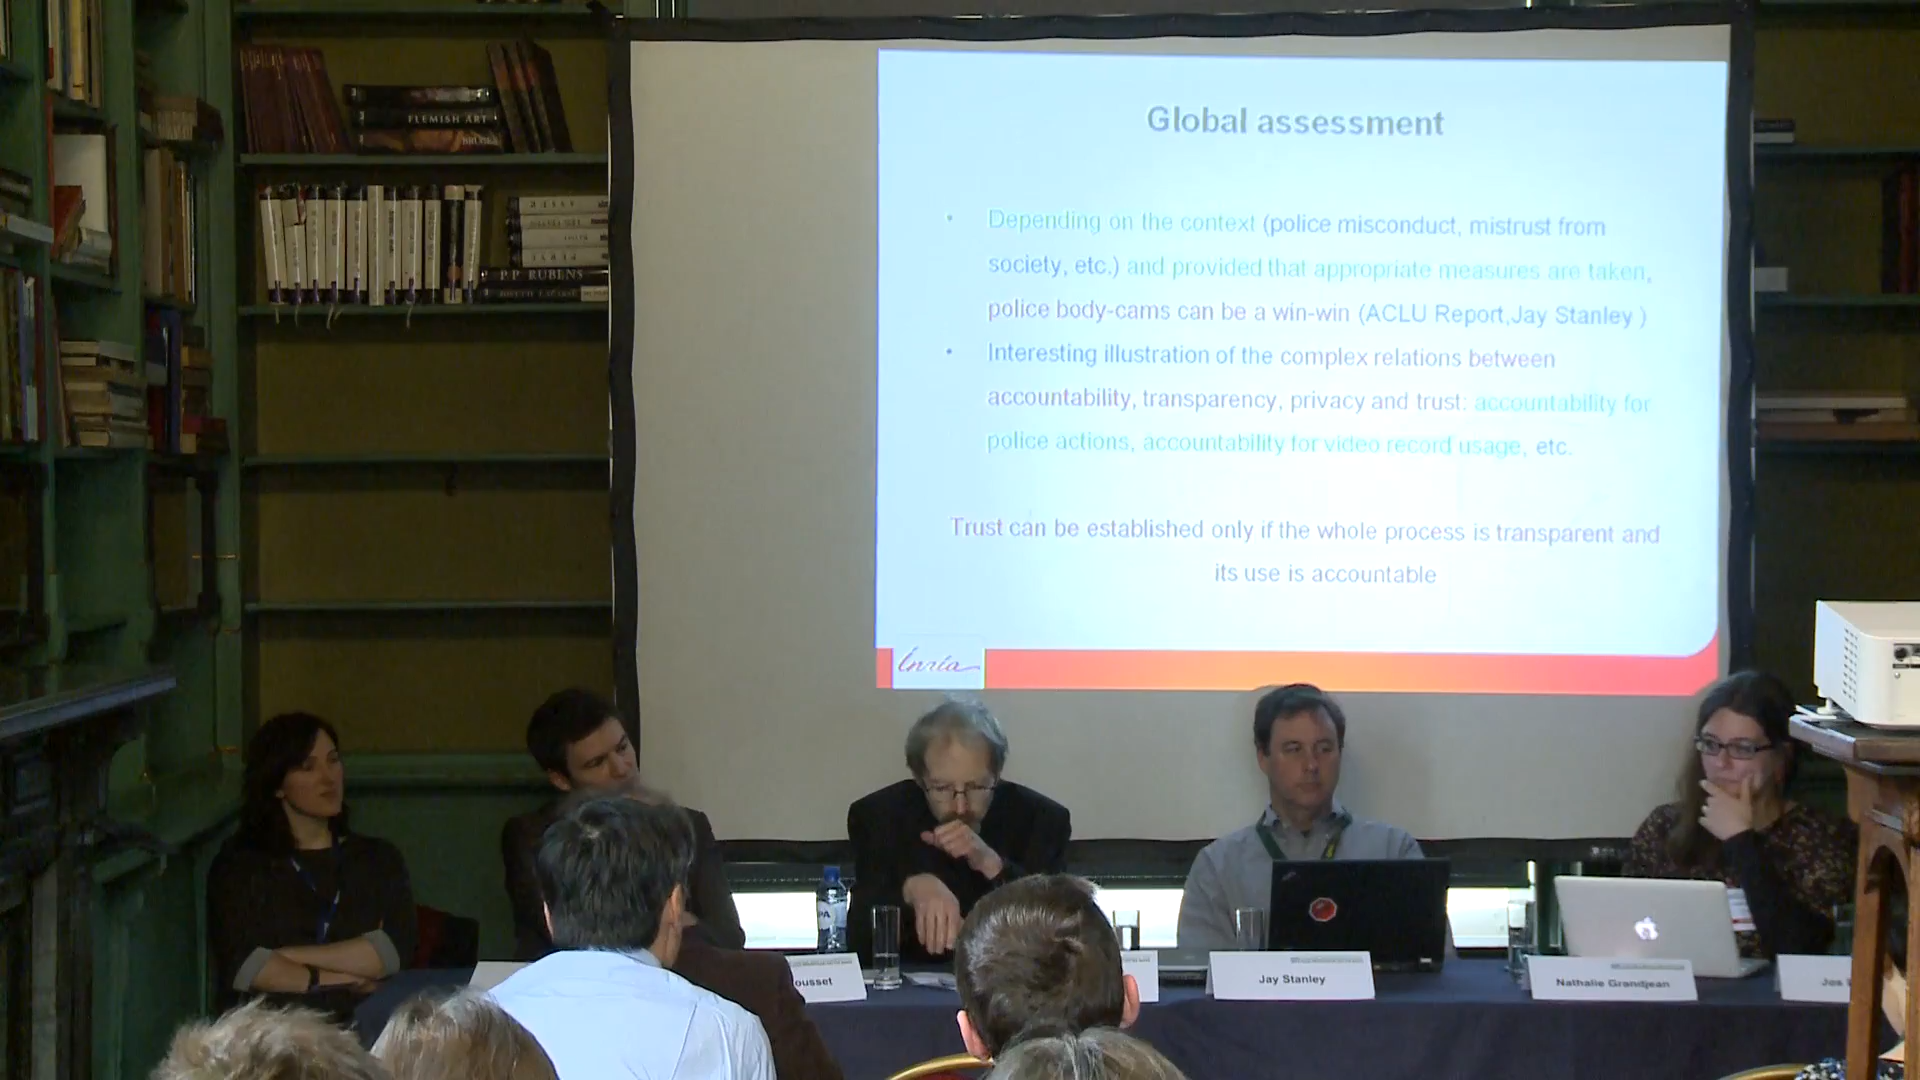 FLEMISH ART
P.P. RUBENS
Global assessment
• Depending on the context (police misconduct, mistrust from
society, etc.) and provided that appropriate measures are taken,
police body-cams can be a win-win (ACLU Report,Jay Stanley )
• Interesting illustration of the complex relations between
accountability, transparency, privacy and trust: accountability for
police actions, accountability for video record usage, etc.
Trust can be established only if the whole process is transparent and
its use is accountable
Inria
ousset
Jay Stanley
Nathalie Grandjean
Jos